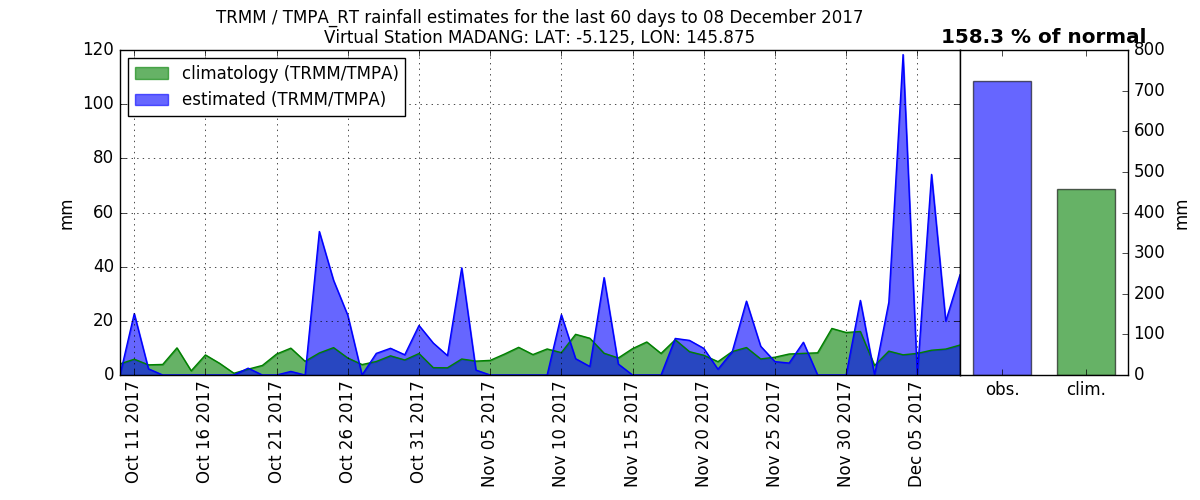 TRMM / TMPA_RT rainfall estimates for the last 60 days to 08 December 2017
Virtual Station MADANG: LAT: -5.125, LON: 145.875
158.3 % of normal
climatology (TRMM/TMPA)
estimated (TRMM/TMPA)
120
100
80
60
40
20
0
mm
Oct 11 2017
Oct 16 2017
Oct 21 2017
Oct 26 2017
Oct 31 2017
Nov 05 2017
Nov 10 2017
Nov 15 2017
Nov 20 2017
Nov 25 2017
Nov 30 2017
Dec 05 2017
obs.
clim.
800
700
600
500
400
300
200
100
0
mm